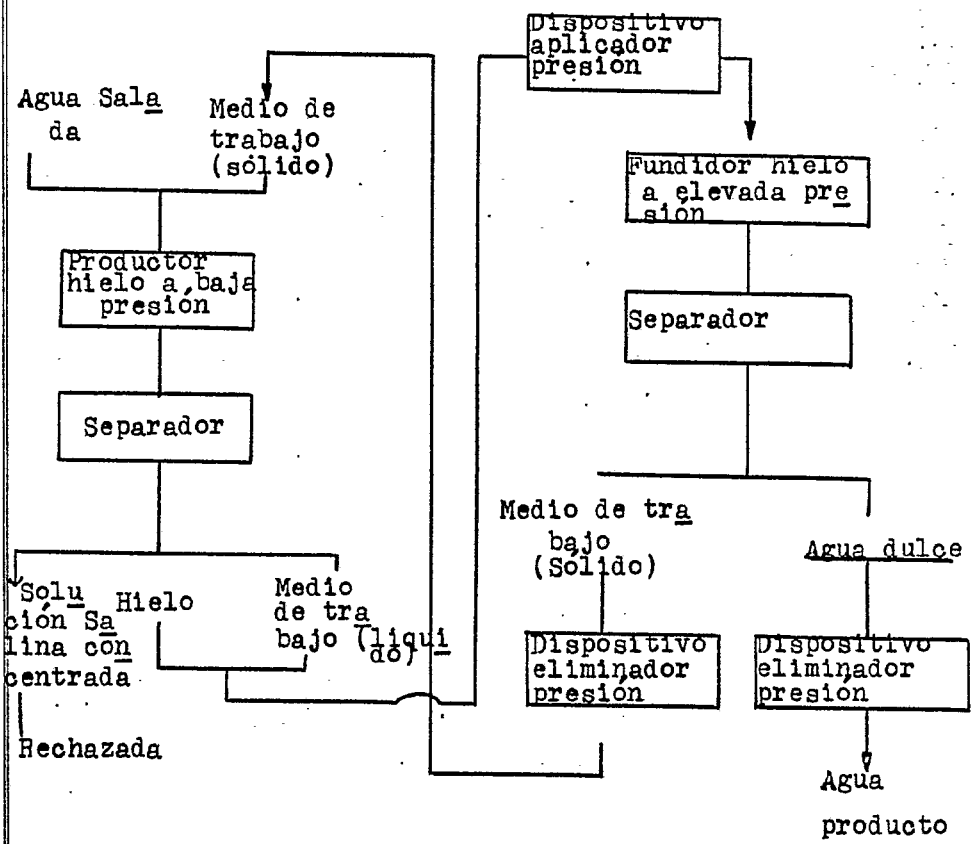 Dispositivo
aplicador
presión
Agua Sala
da
Medio de
trabajo
(sólido)
Fundidor hielo
a elevada pre
sión
Productor
hielo a baja
presión
Separador
Separador
Medio de tra
bajo
(Sólido)
Agua dulce
Solu
ción Sa
lina con
centrada
Hielo
Medio
de tra
bajo (liqui
do)
Dispositivo
eliminador
presión
Dispositivo
eliminador
presión
Rechazada
Agua
producto